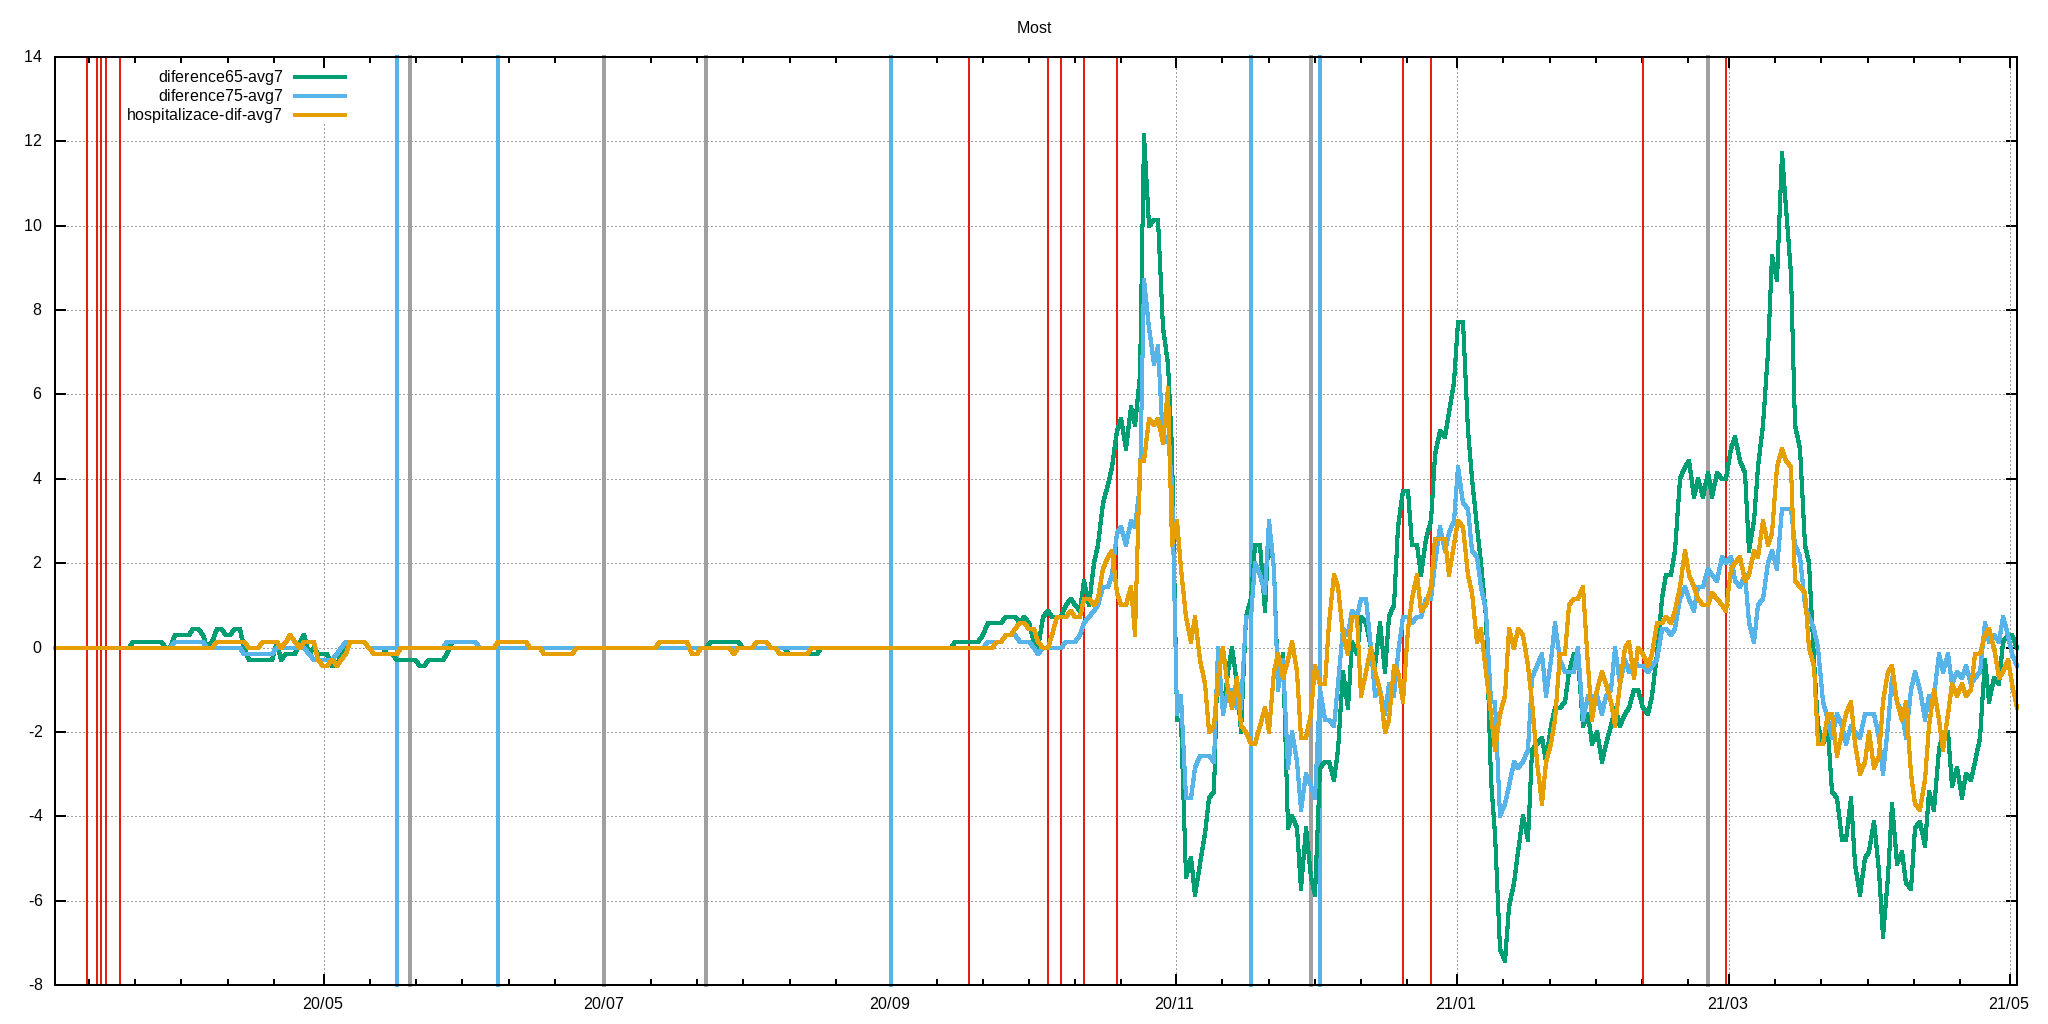 Most
diference65-avg7
diference75-avg7
hospitalizace-dif-avg7
14
12
10
8
6
4
2
0
-2
-4
-6
-8
20/05 20/07 20/09 20/11 21/01 21/03 21/05